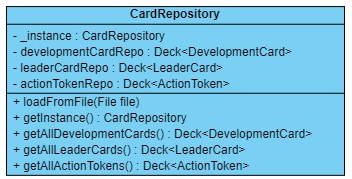 CardRepository
- _instance : CardRepository
- developmentCardRepo : Deck<DevelopmentCard>
- leaderCardRepo : Deck<LeaderCard>
- actionTokenRepo : Deck<ActionToken>
+ loadFromFile(File file)
+ getInstance() : CardRepository
+ getAllDevelopmentCards() : Deck<DevelopmentCard>
+ getAllLeaderCards() : Deck<LeaderCard>
+ getAllActionTokens() : Deck<ActionToken>